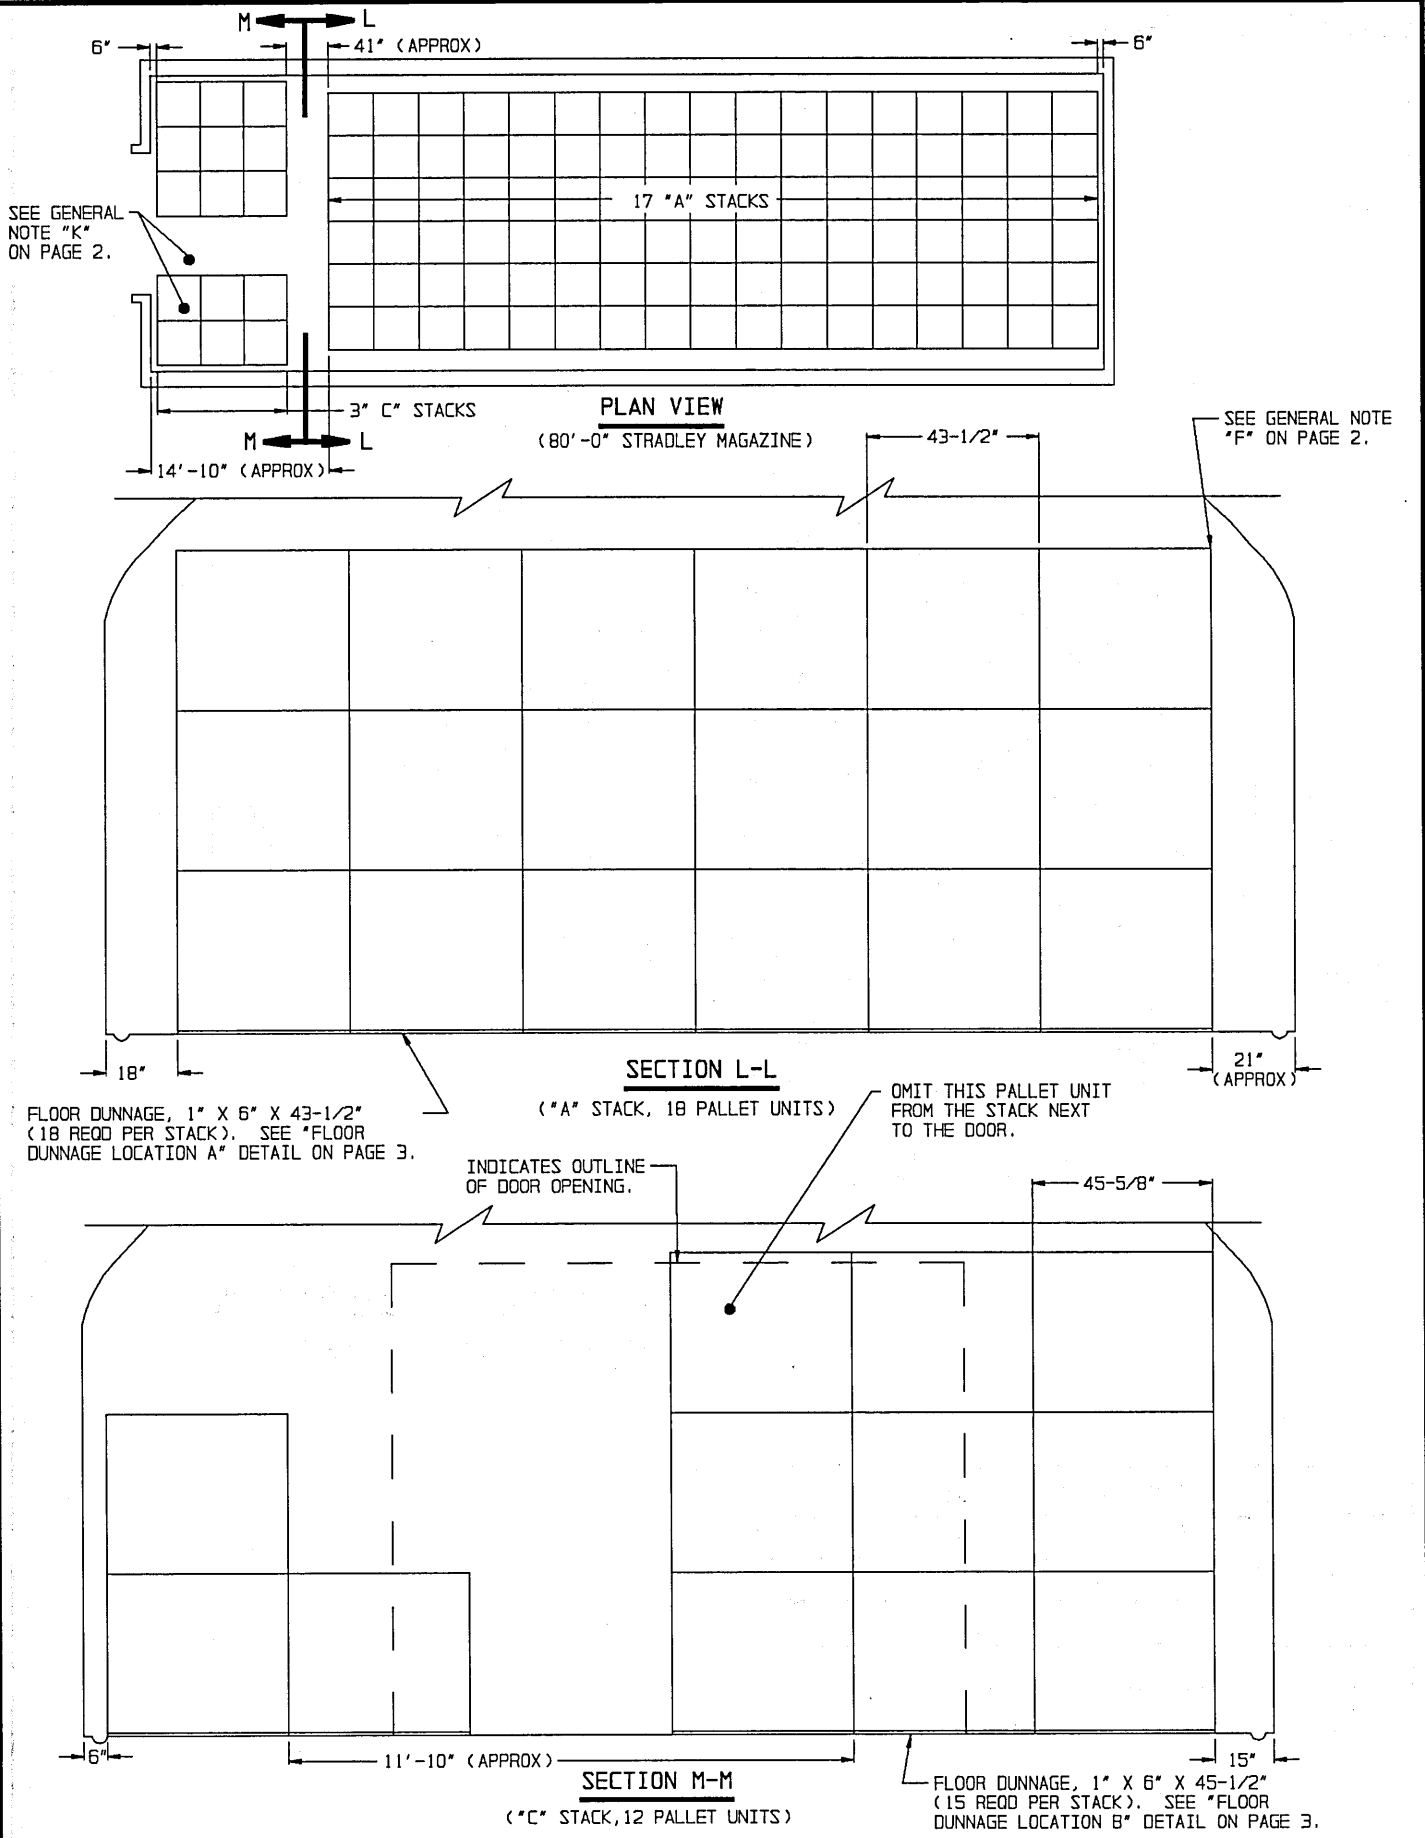 M L
6" 41" (APPROX) 6"
17 "A" STACKS
SEE GENERAL
NOTE "K"
ON PAGE 2.
3" C" STACKS
M L
14'-10" (APPROX)
PLAN VIEW
(80'-0" STRADLEY MAGAZINE)
43-1/2"
SEE GENERAL NOTE
"F" ON PAGE 2.
18"
21"
(APPROX)
SECTION L-L
("A" STACK, 18 PALLET UNITS)
FLOOR DUNNAGE, 1" X 6" X 43-1/2"
(18 REQD PER STACK). SEE "FLOOR
DUNNAGE LOCATION A" DETAIL ON PAGE 3.
OMIT THIS PALLET UNIT
FROM THE STACK NEXT
TO THE DOOR.
INDICATES OUTLINE
OF DOOR OPENING.
45-5/8"
6"
11'-10" (APPROX)
15"
SECTION M-M
("C" STACK,12 PALLET UNITS)
FLOOR DUNNAGE, 1" X 6" X 45-1/2"
(15 REQD PER STACK). SEE "FLOOR
DUNNAGE LOCATION B" DETAIL ON PAGE 3.